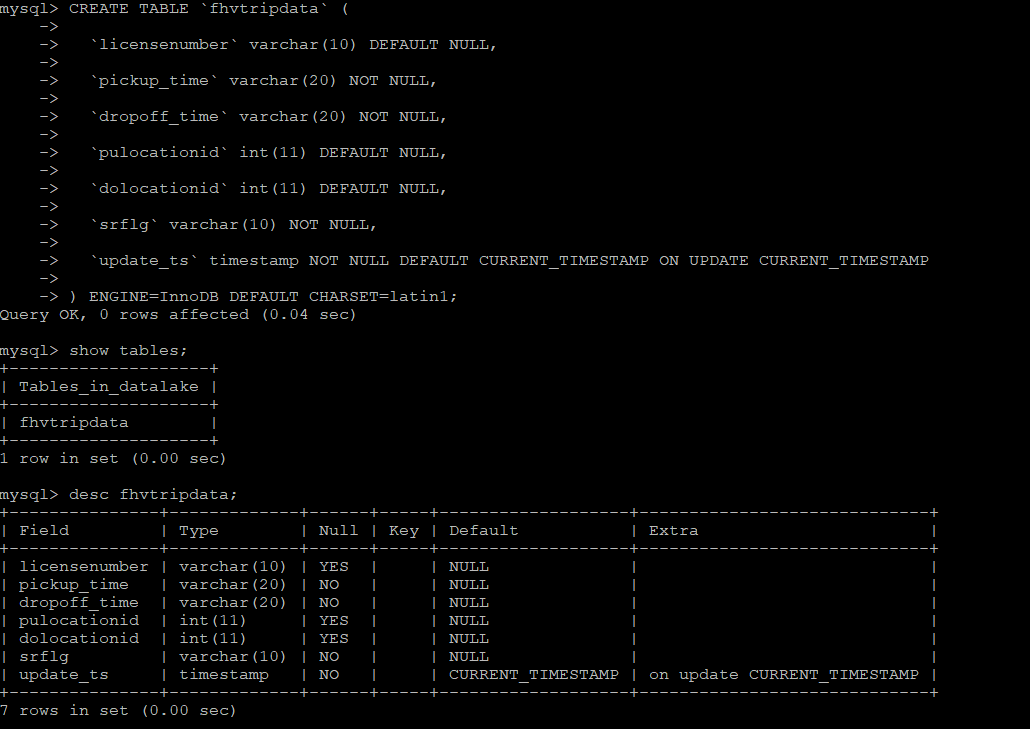 mysql> CREATE TABLE `fhvtripdata` (
    ->
    ->   `licensenumber` varchar(10) DEFAULT NULL,
    ->
    ->   `pickup_time` varchar(20) NOT NULL,
    ->
    ->   `dropoff_time` varchar(20) NOT NULL,
    ->
    ->   `pulocationid` int(11) DEFAULT NULL,
    ->
    ->   `dolocationid` int(11) DEFAULT NULL,
    ->
    ->   `srflg` varchar(10) NOT NULL,
    ->
    ->   `update_ts` timestamp NOT NULL DEFAULT CURRENT_TIMESTAMP ON UPDATE CURRENT_TIMESTAMP
    ->
    -> ) ENGINE=InnoDB DEFAULT CHARSET=latin1;
Query OK, 0 rows affected (0.04 sec)

mysql> show tables;
+--------------------+
| Tables_in_datalake |
+--------------------+
| fhvtripdata        |
+--------------------+
1 row in set (0.00 sec)

mysql> desc fhvtripdata;
+---------------+-------------+------+-----+-------------------+-----------------------------+
| Field         | Type        | Null | Key | Default           | Extra                       |
+---------------+-------------+------+-----+-------------------+-----------------------------+
| licensenumber | varchar(10) | YES  |     | NULL              |                             |
| pickup_time   | varchar(20) | NO   |     | NULL              |                             |
| dropoff_time  | varchar(20) | NO   |     | NULL              |                             |
| pulocationid  | int(11)     | YES  |     | NULL              |                             |
| dolocationid  | int(11)     | YES  |     | NULL              |                             |
| srflg         | varchar(10) | NO   |     | NULL              |                             |
| update_ts     | timestamp   | NO   |     | CURRENT_TIMESTAMP | on update CURRENT_TIMESTAMP |
+---------------+-------------+------+-----+-------------------+-----------------------------+
7 rows in set (0.00 sec)